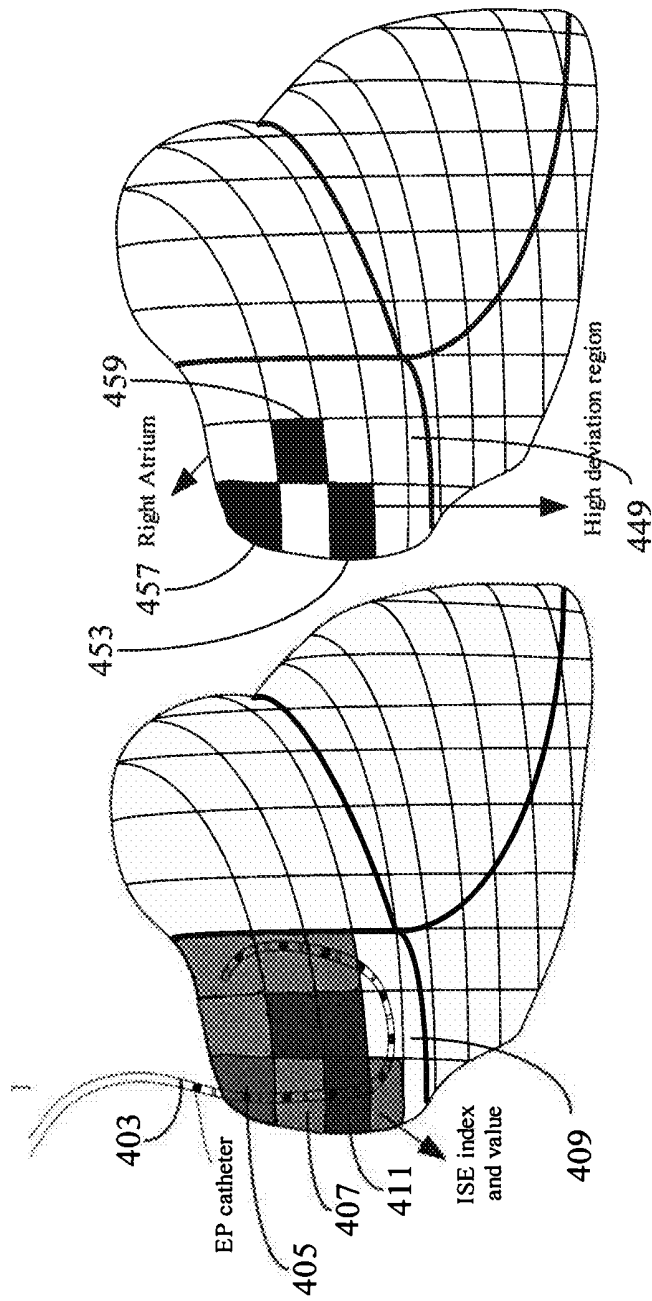 403
EP catheter
405
407
411
ISE index
and value
409
453
457
Right Atrium
459
High deviation region
449